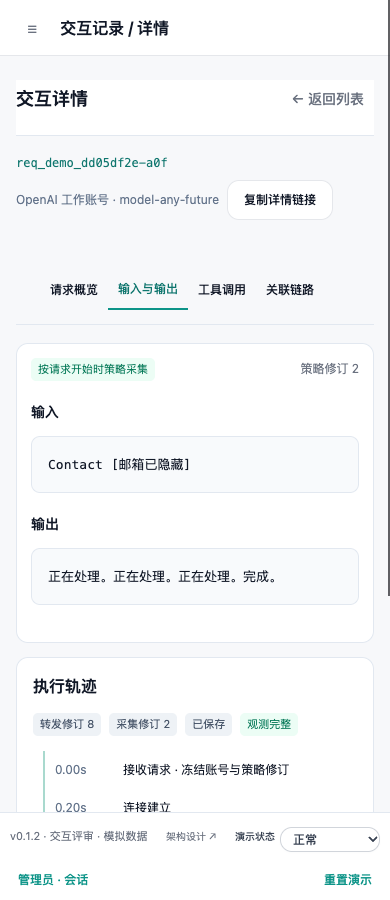 ≡ 交互记录 / 详情
交互详情 ← 返回列表
req_demo_dd05df2e-a0f
OpenAI 工作账号 · model-any-future 复制详情链接
请求概览 输入与输出 工具调用 关联链路
按请求开始时策略采集 策略修订 2
输入
Contact [邮箱已隐藏]
输出
正在处理。正在处理。正在处理。完成。
执行轨迹
转发修订 8 采集修订 2 已保存 观测完整
0.00s 接收请求 · 冻结账号与策略修订
0.20s 连接建立
v0.1.2 · 交互评审 · 模拟数据 架构设计 ↗ 演示状态 正常
管理员 · 会话 重置演示